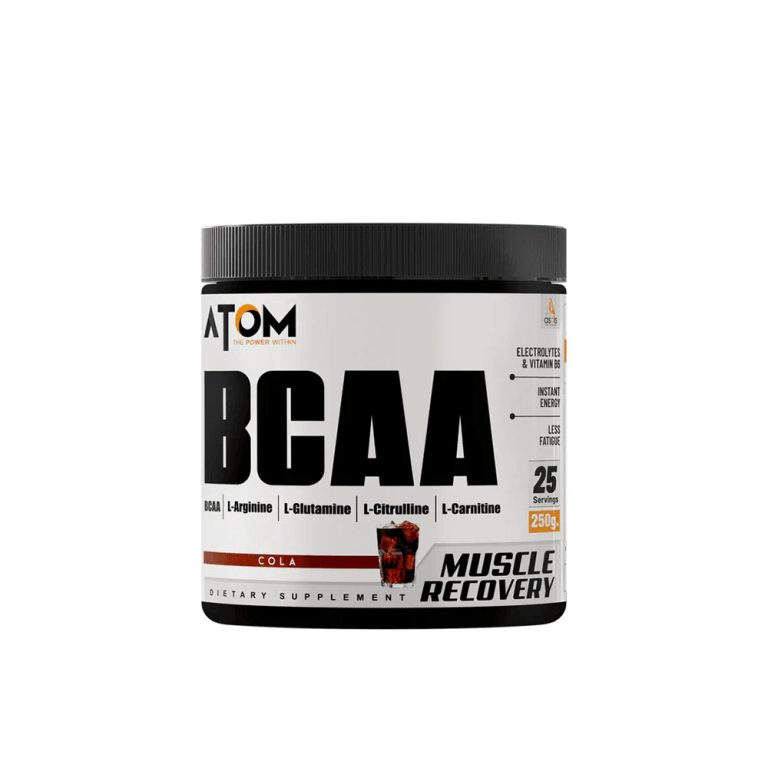 ATOM
THE POWER WITHIN
BCAA
BCAA | L-Arginine | L-Glutamine | L-Citrulline | L-Carnitine
COLA
DIETARY SUPPLEMENT
asitis
ELECTROLYTES
& VITAMIN B6
INSTANT
ENERGY
LESS
FATIGUE
25
Servings
250g.
MUSCLE
RECOVERY